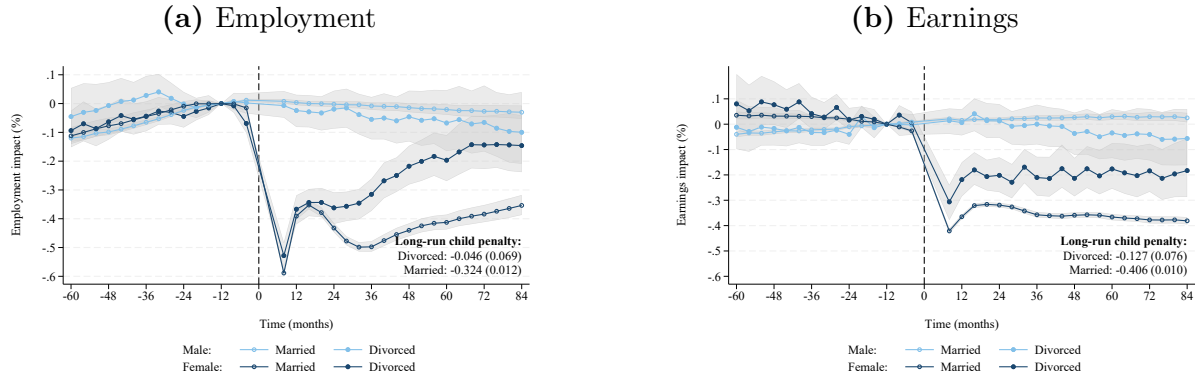 (a) Employment
.1
0
-.1
-.2
-.3
-.4
-.5
-.6
Employment impact (%)
Long-run child penalty:
Divorced: -0.046 (0.069)
Married: -0.324 (0.012)
-60 -48 -36 -24 -12 0 12 24 36 48 60 72 84
Time (months)
Male: Married Divorced
Female: Married Divorced
(b) Earnings
.1
0
-.1
-.2
-.3
-.4
-.5
-.6
Earnings impact (%)
Long-run child penalty:
Divorced: -0.127 (0.076)
Married: -0.406 (0.010)
-60 -48 -36 -24 -12 0 12 24 36 48 60 72 84
Time (months)
Male: Married Divorced
Female: Married Divorced